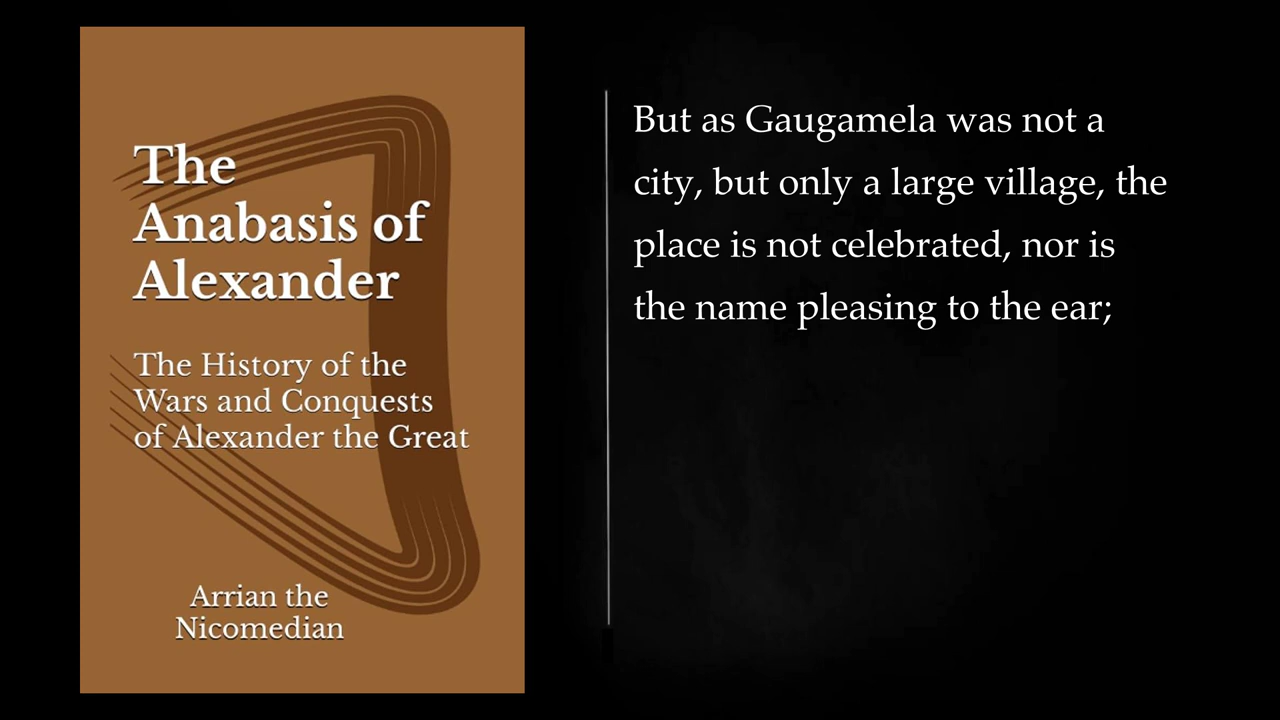 The
Anabasis of
Alexander
The History of the
Wars and Conquests
of Alexander the Great
Arrian the
Nicomedian
But as Gaugamela was not a
city, but only a large village, the
place is not celebrated, nor is
the name pleasing to the ear;